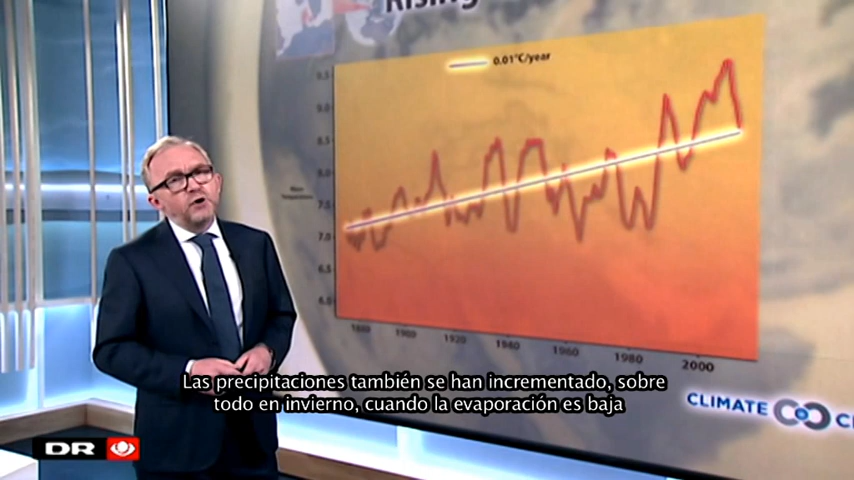 Rising
0.01°C/year
9.5
9.0
8.5
8.0
7.5
7.0
6.5
6.0
1880 1900 1920 1940 1960 1980 2000
Las precipitaciones también se han incrementado, sobre
todo en invierno, cuando la evaporación es baja
CLIMATE
DR